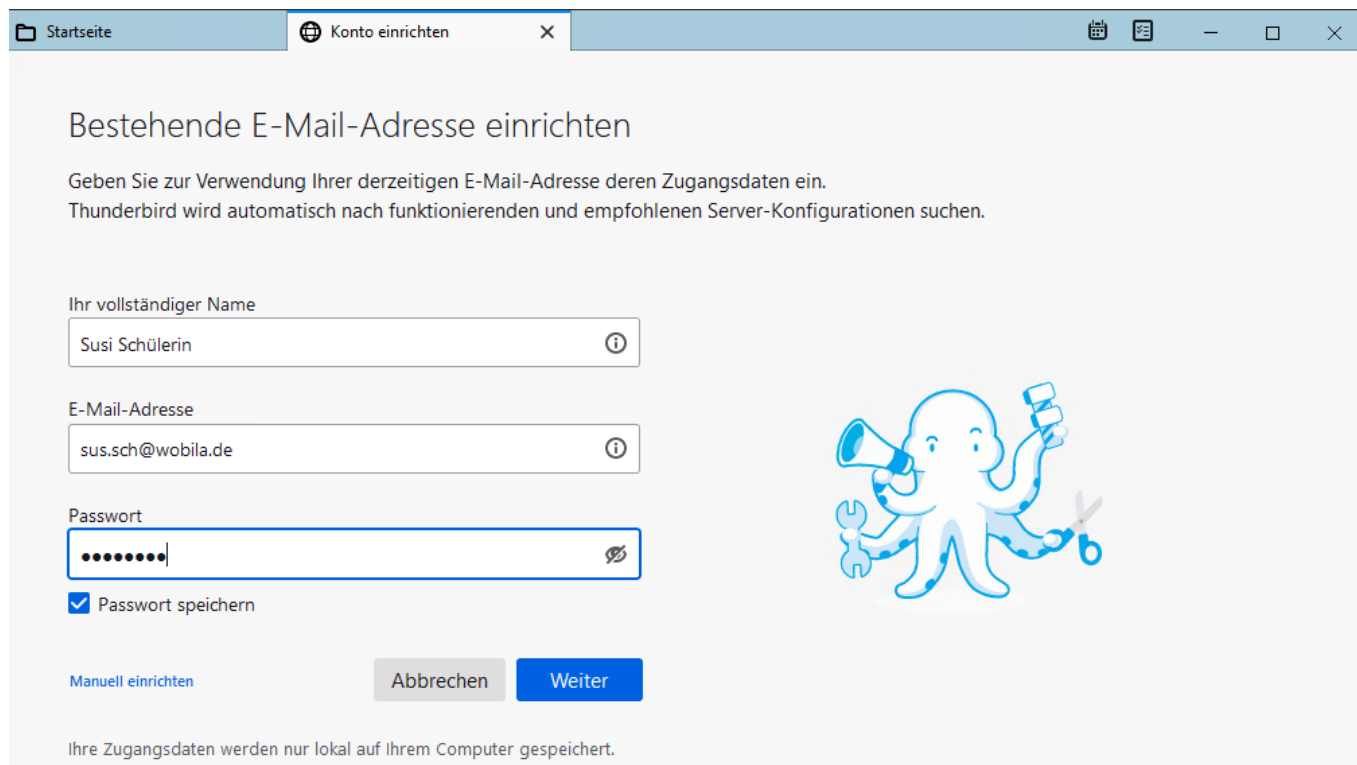 Startseite
Konto einrichten
Bestehende E-Mail-Adresse einrichten
Geben Sie zur Verwendung Ihrer derzeitigen E-Mail-Adresse deren Zugangsdaten ein.
Thunderbird wird automatisch nach funktionierenden und empfohlenen Server-Konfigurationen suchen.
Ihr vollständiger Name
Susi Schülerin
E-Mail-Adresse
sus.sch@wobila.de
Passwort
••••••••
Passwort speichern
Manuell einrichten
Abbrechen
Weiter
Ihre Zugangsdaten werden nur lokal auf Ihrem Computer gespeichert.